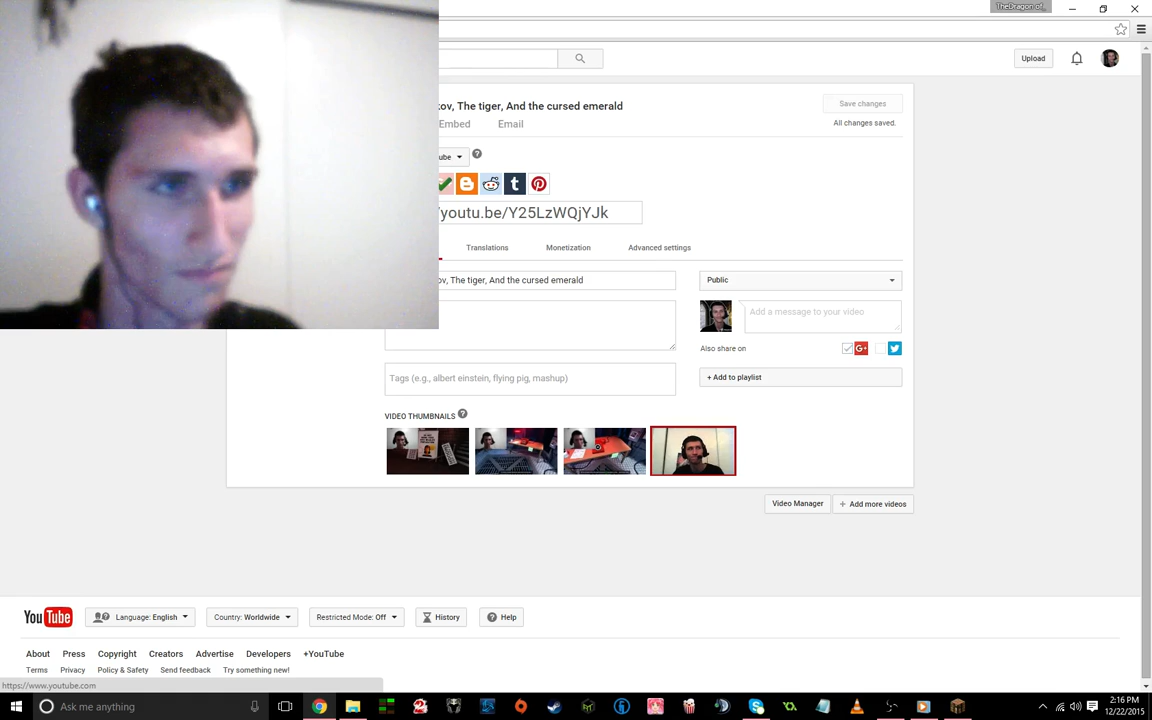 TheDragon of..
Upload
kov, The tiger, And the cursed emerald
Save changes
Embed Email
All changes saved.
ube
/youtu.be/Y25LzWQjYJk
Translations Monetization Advanced settings
ov, The tiger, And the cursed emerald
Public
Add a message to your video
Also share on
Tags (e.g., albert einstein, flying pig, mashup)
+ Add to playlist
VIDEO THUMBNAILS
Video Manager
+ Add more videos
YouTube
Language: English
Country: Worldwide
Restricted Mode: Off
History
Help
About Press Copyright Creators Advertise Developers +YouTube
Terms Privacy Policy & Safety Send feedback Try something new!
https://www.youtube.com
Ask me anything
2:16 PM
12/22/2015